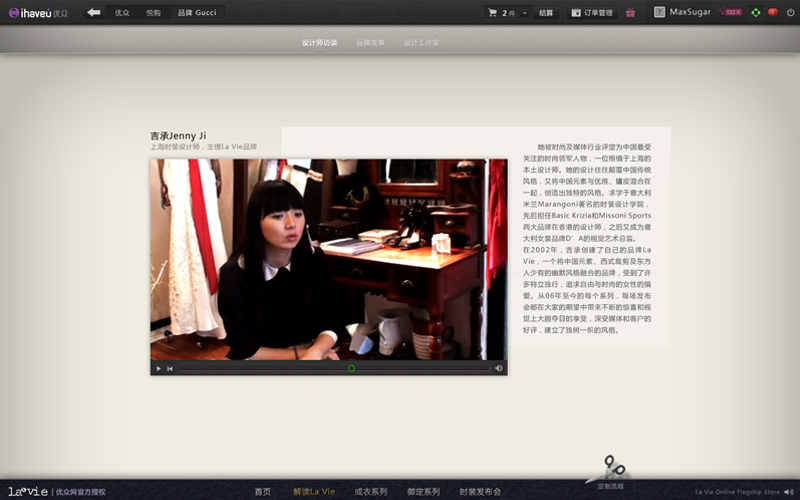 ihaveu优众
优众 悦购 品牌 Gucci
2 件 结算 订单管理
MaxSugar
设计师访谈 品牌故事 设计工作室
吉承Jenny Ji
上海时装设计师，主理La Vie品牌
她被时尚及媒体行业评定为中国最受
关注的时尚领军人物，一位根植于上海的
本土设计师。她的设计往往颠覆中国传统
风格，又将中国元素与优雅、慵皮混合在
一起，创造出独特的风格。求学于意大利
米兰Marangoni著名的时装设计学院，
先后担任Basic Krizia和Missoni Sports
两大品牌在香港的设计师，之后又成为意
大利女装品牌D' A的视觉艺术总监。
在2002年，吉承创建了自己的品牌La
Vie，一个将中国元素、西式裁剪及东方
人少有的幽默风格融合的品牌，受到了许
多特立独行，追求自由与时尚的女性的偏
爱。从06年至今的每个系列，每场发布
会都在大家的期望中带来不断的惊喜和视
觉上大胆夺目的享受，深受媒体和客户的
好评，建立了独树一帜的风格。
定制流程
la vie | 优众网官方授权
首页 解读La Vie 成衣系列 御定系列 时装发布会
La Vie Online Flagship Store